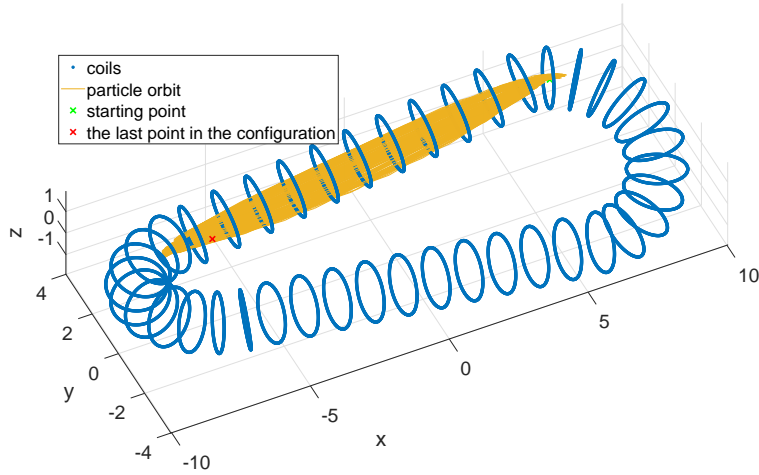 coils
particle orbit
starting point
the last point in the configuration
1
0
-1
z
4
2
0
-2
-4
y
-10
-5
0
5
10
x